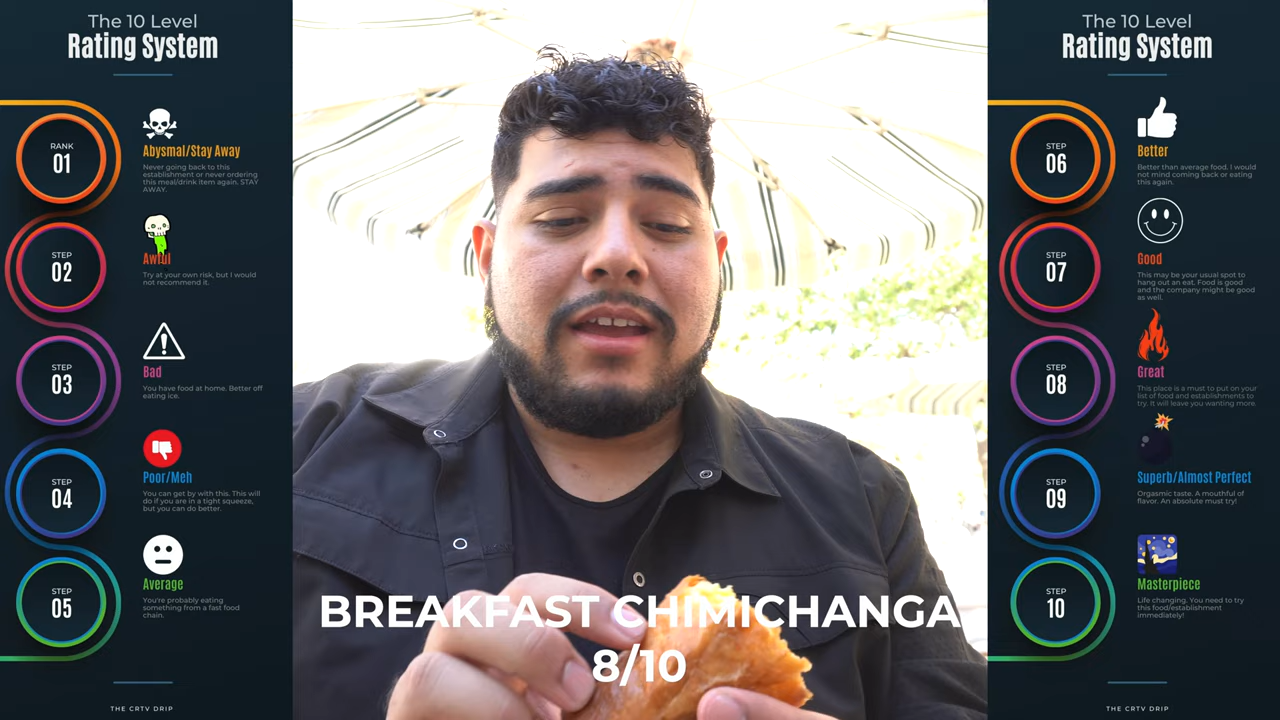 The 10 Level
Rating System
RANK
01
Abysmal/Stay Away
Never going back to this
establishment or never ordering
this meal/drink item again. STAY
AWAY.
STEP
02
Awful
Try at your own risk, but I would
not recommend it.
STEP
03
Bad
You have food at home. Better off
eating ice.
STEP
04
Poor/Meh
You can get by with this. This will
do if you are in a tight squeeze,
but you can do better.
STEP
05
Average
You're probably eating
something from a fast food
chain.
THE CRTV DRIP
BREAKFAST CHIMICHANGA
8/10
The 10 Level
Rating System
STEP
06
Better
Better than average food. I would
not mind coming back or eating
this again.
STEP
07
Good
This may be your usual spot to
hang out an eat. Food is good
and the company might be good
as well.
STEP
08
Great
This place is a must to put on your
list of food and establishments to
try. It will leave you wanting more.
STEP
09
Superb/Almost Perfect
Orgasmic taste. A mouthful of
flavor. An absolute must try!
STEP
10
Masterpiece
Life changing. You need to try
this food/establishment
immediately!
THE CRTV DRIP